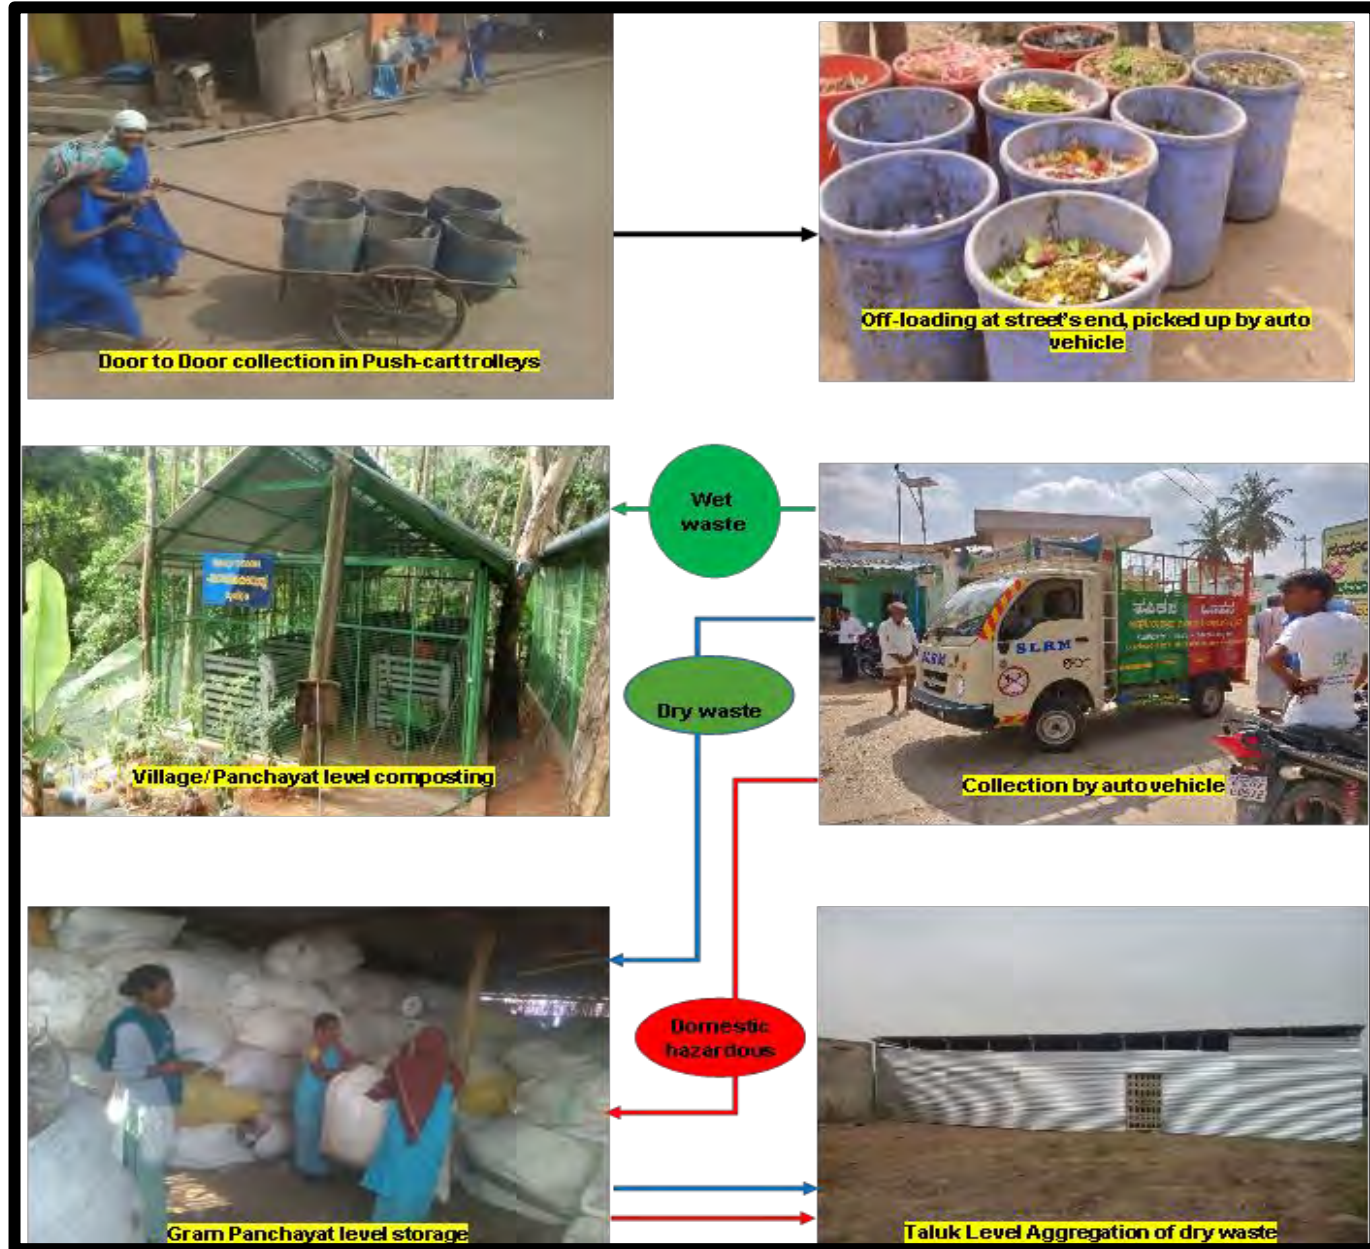 Door to Door collection in Push-cart trolleys
Off-loading at street's end, picked up by auto
vehicle
Wet
waste
Dry waste
SLRM
SLRM
Village/ Panchayat level composting
Collection by auto vehicle
Domestic
hazardous
Gram Panchayat level storage
Taluk Level Aggregation of dry waste